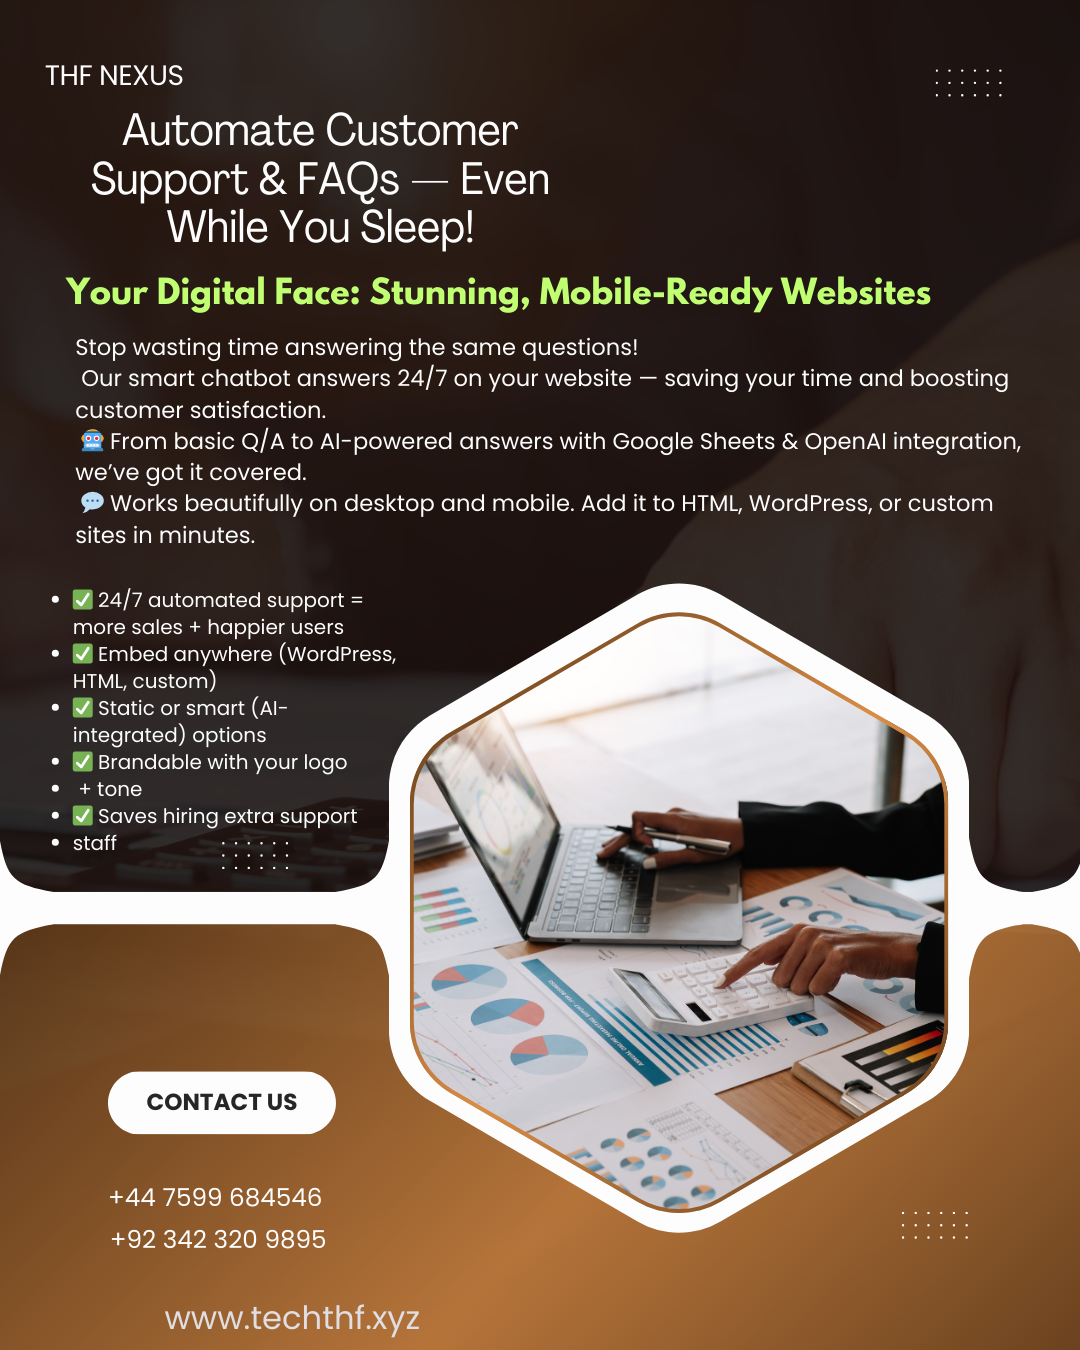 THF NEXUS
Automate Customer
Support & FAQs — Even
While You Sleep!
Your Digital Face: Stunning, Mobile-Ready Websites
Stop wasting time answering the same questions!
Our smart chatbot answers 24/7 on your website — saving your time and boosting
customer satisfaction.
🤖 From basic Q/A to AI-powered answers with Google Sheets & OpenAI integration,
we’ve got it covered.
💬 Works beautifully on desktop and mobile. Add it to HTML, WordPress, or custom
sites in minutes.
• ✅ 24/7 automated support =
more sales + happier users
• ✅ Embed anywhere (WordPress,
HTML, custom)
• ✅ Static or smart (AI-
integrated) options
• ✅ Brandable with your logo
• + tone
• ✅ Saves hiring extra support
• staff
CONTACT US
+44 7599 684546
+92 342 320 9895
www.techthf.xyz